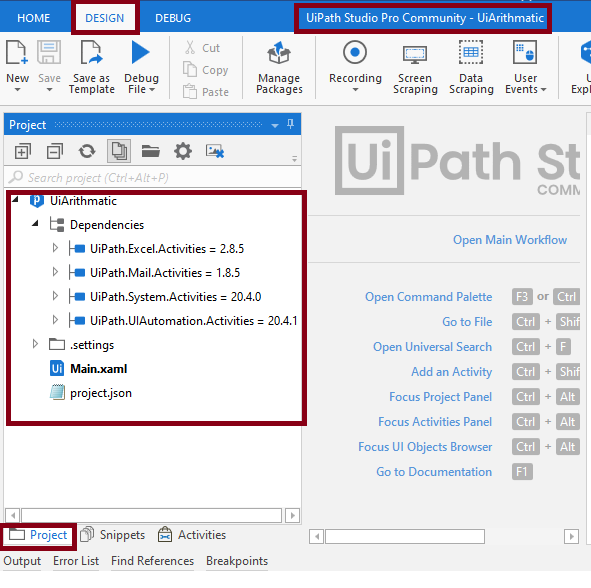 HOME DESIGN DEBUG UiPath Studio Pro Community - UiArithmatic
New Save Save as Template Debug File Cut Copy Paste Manage Packages Recording Screen Scraping Data Scraping User Events
Project
Search project (Ctrl+Alt+P)
UiArithmatic
Dependencies
UiPath.Excel.Activities = 2.8.5
UiPath.Mail.Activities = 1.8.5
UiPath.System.Activities = 20.4.0
UiPath.UIAutomation.Activities = 20.4.1
.settings
Main.xaml
project.json
Project Snippets Activities
Output Error List Find References Breakpoints
UiPath
COMM
Open Main Workflow
Open Command Palette F3 or Ctrl
Go to File Ctrl + Shif
Open Universal Search Ctrl + F
Add an Activity Ctrl + Shif
Focus Project Panel Ctrl + Alt
Focus Activities Panel Ctrl + Alt
Focus UI Objects Browser Ctrl + Alt
Go to Documentation F1